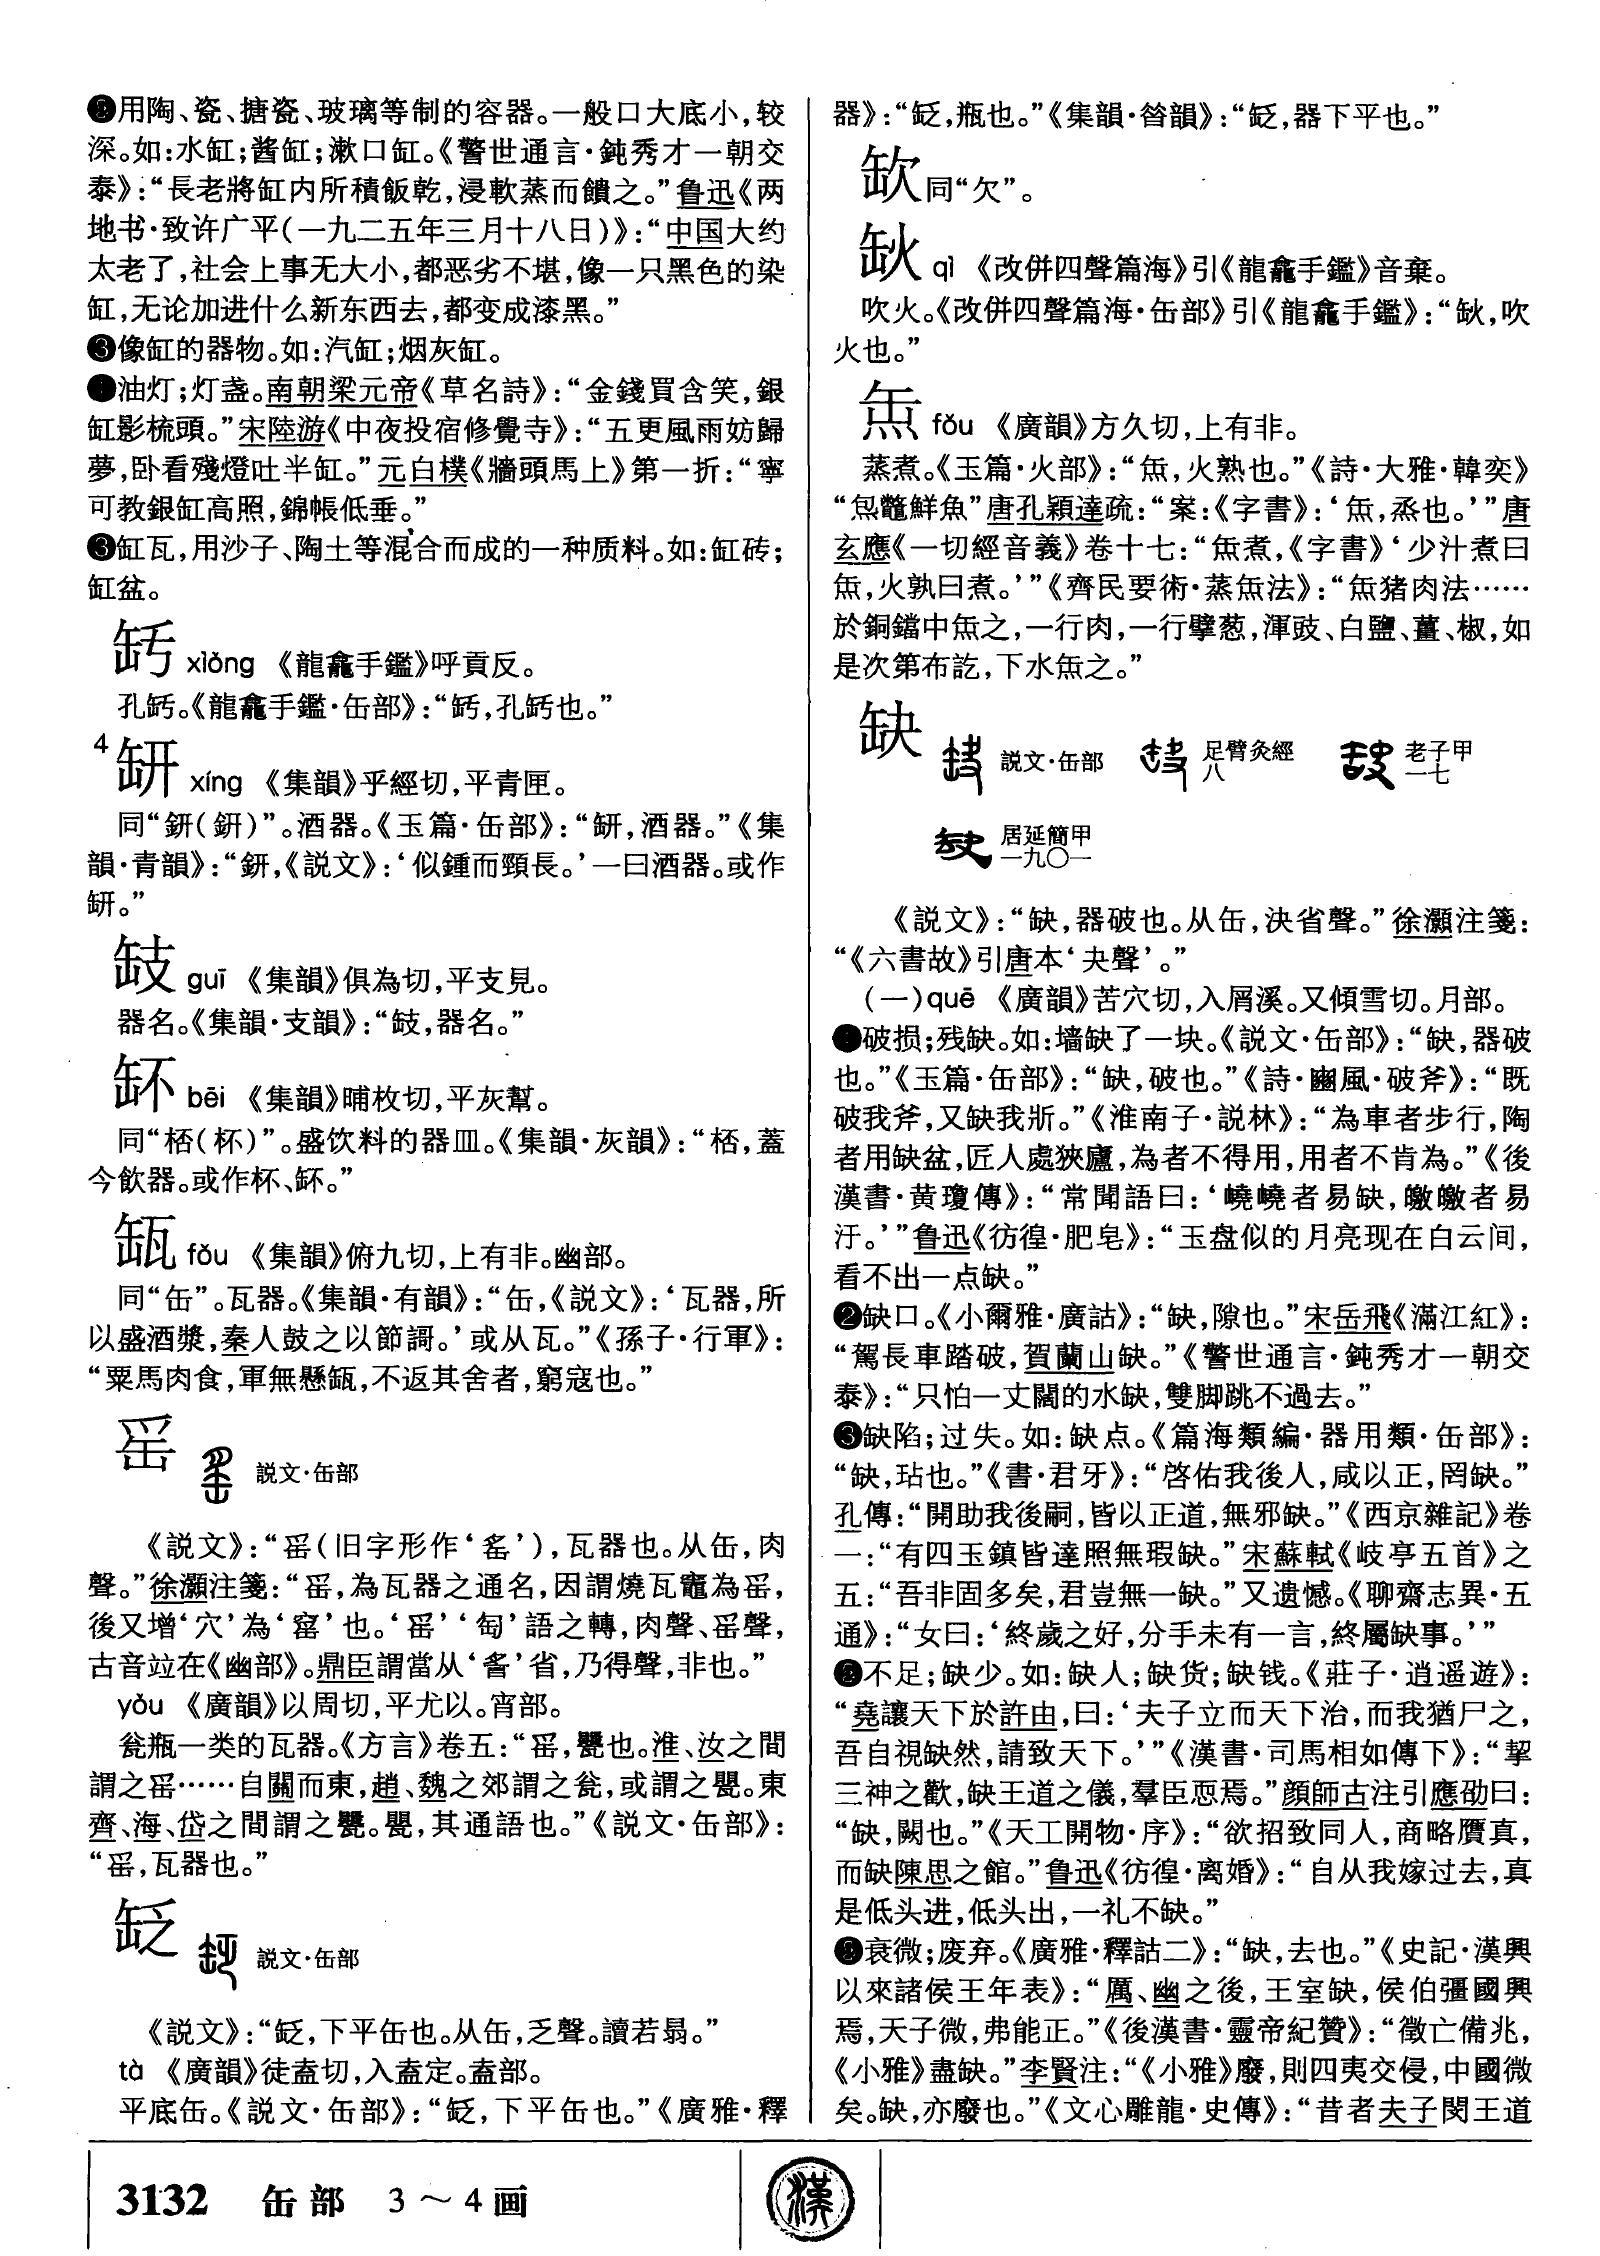 ❷用陶、瓷、搪瓷、玻璃等制的容器。一般口大底小，较
深。如：水缸；酱缸；漱口缸。《警世通言·鈍秀才一朝交
泰》：“長老將缸内所積飯乾，浸軟蒸而饋之。”鲁迅《两
地书·致许广平(一九二五年三月十八日)》：“中国大约
太老了，社会上事无大小，都恶劣不堪，像一只黑色的染
缸，无论加进什么新东西去，都变成漆黑。”
❸像缸的器物。如：汽缸；烟灰缸。
❹油灯；灯盏。南朝梁元帝《草名詩》：“金錢買含笑，銀
缸影梳頭。”宋陸游《中夜投宿修覺寺》：“五更風雨妨歸
夢，卧看殘燈吐半缸。”元白樸《牆頭馬上》第一折：“寧
可教銀缸高照，錦帳低垂。”
❺缸瓦，用沙子、陶土等混合而成的一种质料。如：缸砖；
缸盆。
xiǒng 《龍龕手鑑》呼貢反。
4
xíng 《集韻》乎經切，平青匣。
同“鈃(鈃)”。酒器。《玉篇·缶部》：“缾，酒器。”《集
韻·青韻》：“鈃，《説文》：‘似鍾而頸長。’一曰酒器。或作
guī 《集韻》俱為切，平支見。
器名。《集韻·支韻》：“䀡，器名。”
bēi 《集韻》晡枚切，平灰幫。
同“桮(杯)”。盛饮料的器皿。《集韻·灰韻》：“桮，蓋
今飲器。或作杯、䍈。”
fǒu 《集韻》俯九切，上有非。幽部。
同“缶”。瓦器。《集韻·有韻》：“缶，《説文》：‘瓦器，所
以盛酒漿，秦人鼓之以節謌。’或从瓦。”《孫子·行軍》：
“粟馬肉食，軍無懸缻，不返其舍者，窮寇也。”
䍃 説文·缶部
《説文》：“䍃(旧字形作‘䍃’)，瓦器也。从缶，肉
聲。”徐灝注箋：“䍃，為瓦器之通名，因謂燒瓦竈為䍃，
後又增‘穴’為‘窰’也。‘䍃’‘匋’語之轉，肉聲、䍃聲，
古音竝在《幽部》。鼎臣謂當从‘㕻’省，乃得聲，非也。”
yǒu 《廣韻》以周切，平尤以。宵部。
瓮瓶一类的瓦器。《方言》卷五：“䍃，甖也。淮、汝之間
謂之䍃……自關而東，趙、魏之郊謂之瓮，或謂之甖。東
齊、海、岱之間謂之甖。甖，其通語也。”《説文·缶部》：
“䍃，瓦器也。”
䍇 説文·缶部
《説文》：“䍇，下平缶也。从缶，乏聲。讀若㬼。”
tà 《廣韻》徒盍切，入盍定。盍部。
平底缶。《説文·缶部》：“䍇，下平缶也。”《廣雅·釋
器》：“䍇，瓶也。”《集韻·昝韻》：“䍇，器下平也。”
缼同“欠”。
qì 《改併四聲篇海》引《龍龕手鑑》音棄。
吹火。《改併四聲篇海·缶部》引《龍龕手鑑》：“䍋，吹
火也。”
缹 fǒu 《廣韻》方久切，上有非。
蒸煮。《玉篇·火部》：“缹，火熟也。”《詩·大雅·韓奕》
“炰鼈鮮魚”唐孔穎達疏：“案：《字書》：‘缹，烝也。’”唐
玄應《一切經音義》卷十七：“缹煮，《字書》‘少汁煮曰
缹，火孰曰煮。’”《齊民要術·蒸缹法》：“缹猪肉法……
於銅鐺中缹之，一行肉，一行擘葱，渾豉、白鹽、薑、椒，如
是次第布訖，下水缹之。”
缺 説文·缶部 足臂灸經八 老子甲一七
居延簡甲一九〇一
《説文》：“缺，器破也。从缶，決省聲。”徐灝注箋：
“《六書故》引唐本‘夬聲’。”
(一)quē 《廣韻》苦穴切，入屑溪。又傾雪切。月部。
❶破损；残缺。如：墙缺了一块。《説文·缶部》：“缺，器破
也。”《玉篇·缶部》：“缺，破也。”《詩·豳風·破斧》：“既
破我斧，又缺我斨。”《淮南子·説林》：“為車者步行，陶
者用缺盆，匠人處狹廬，為者不得用，用者不肯為。”《後
漢書·黄瓊傳》：“常聞語曰：‘嶢嶢者易缺，皦皦者易
汙。’”鲁迅《彷徨·肥皂》：“玉盘似的月亮现在白云间，
看不出一点缺。”
❷缺口。《小爾雅·廣詁》：“缺，隙也。”宋岳飛《滿江紅》：
“駕長車踏破，賀蘭山缺。”《警世通言·鈍秀才一朝交
泰》：“只怕一丈闊的水缺，雙脚跳不過去。”
❸缺陷；过失。如：缺点。《篇海類編·器用類·缶部》：
“缺，玷也。”《書·君牙》：“啓佑我後人，咸以正，罔缺。”
孔傳：“開助我後嗣，皆以正道，無邪缺。”《西京雜記》卷
一：“有四玉鎮皆達照無瑕缺。”宋蘇軾《岐亭五首》之
五：“吾非固多矣，君豈無一缺。”又遗憾。《聊齋志異·五
通》：“女曰：‘終歲之好，分手未有一言，終屬缺事。’”
❹不足；缺少。如：缺人；缺货；缺钱。《莊子·逍遥遊》：
“堯讓天下於許由，曰：‘夫子立而天下治，而我猶尸之，
吾自視缺然，請致天下。’”《漢書·司馬相如傳下》：“挈
三神之歡，缺王道之儀，羣臣恧焉。”顔師古注引應劭曰：
“缺，闕也。”《天工開物·序》：“欲招致同人，商略贋真，
而缺陳思之館。”鲁迅《彷徨·离婚》：“自从我嫁过去，真
是低头进，低头出，一礼不缺。”
❺衰微；废弃。《廣雅·釋詁二》：“缺，去也。”《史記·漢興
以來諸侯王年表》：“厲、幽之後，王室缺，侯伯彊國興
焉，天子微，弗能正。”《後漢書·靈帝紀贊》：“徵亡備兆，
《小雅》盡缺。”李賢注：“《小雅》廢，則四夷交侵，中國微
矣。缺，亦廢也。”《文心雕龍·史傳》：“昔者夫子閔王道
3132 缶部 3～4画
漢